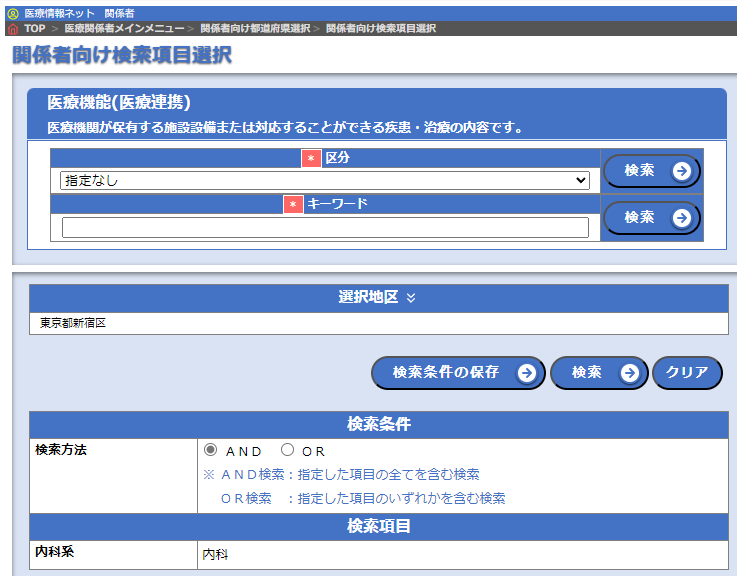 医療情報ネット 関係者
TOP > 医療関係者メインメニュー > 関係者向け都道府県選択 > 関係者向け検索項目選択
関係者向け検索項目選択
医療機能(医療連携)
医療機関が保有する施設設備または対応することができる疾患・治療の内容です。
* 区分
指定なし
検索
* キーワード
検索
選択地区
東京都新宿区
検索条件の保存 検索 クリア
検索条件
検索方法
ＡＮＤ ＯＲ
※ ＡＮＤ検索：指定した項目の全てを含む検索
ＯＲ検索 ：指定した項目のいずれかを含む検索
検索項目
内科系 内科